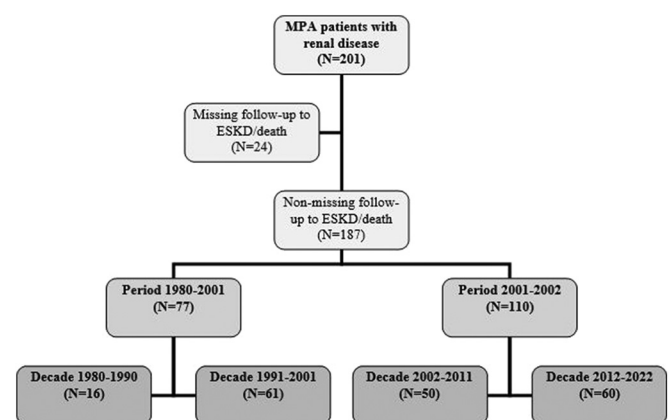 MPA patients with
renal disease
(N=201)
Missing follow-up to
ESKD/death
(N=24)
Non-missing follow-
up to ESKD/death
(N=187)
Period 1980-2001
(N=77)
Period 2001-2002
(N=110)
Decade 1980-1990
(N=16)
Decade 1991-2001
(N=61)
Decade 2002-2011
(N=50)
Decade 2012-2022
(N=60)